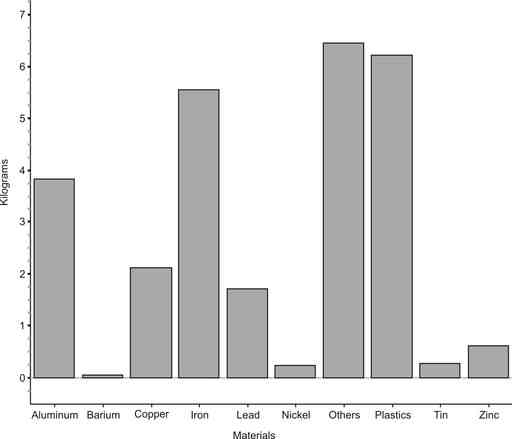 7
6
5
4
3
2
1
0
Kilograms
Aluminum Barium Copper Iron Lead Nickel Others Plastics Tin Zinc
Materials